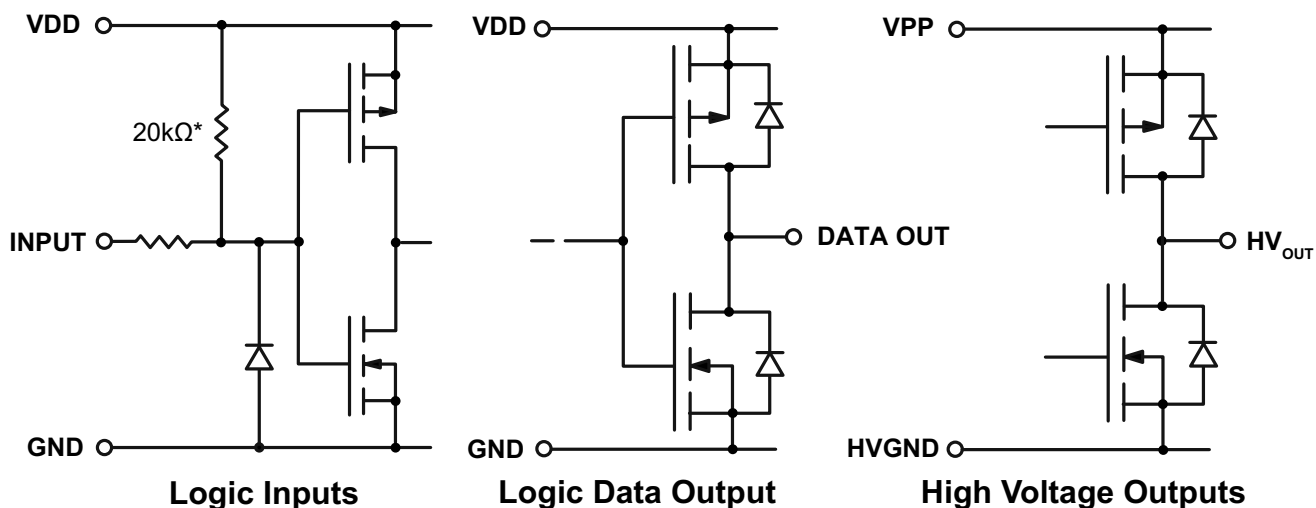 VDD
20kΩ*
INPUT
GND
Logic Inputs
VDD
DATA OUT
GND
Logic Data Output
VPP
HVOUT
HVGND
High Voltage Outputs